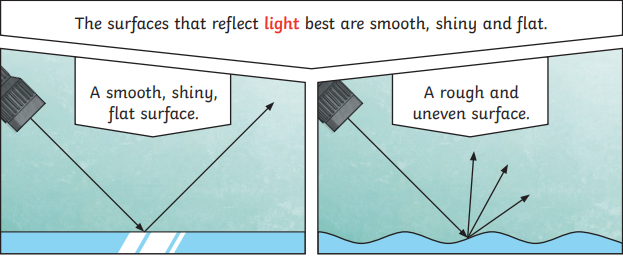 The surfaces that reflect light best are smooth, shiny and flat.
A smooth, shiny,
flat surface.
A rough and
uneven surface.